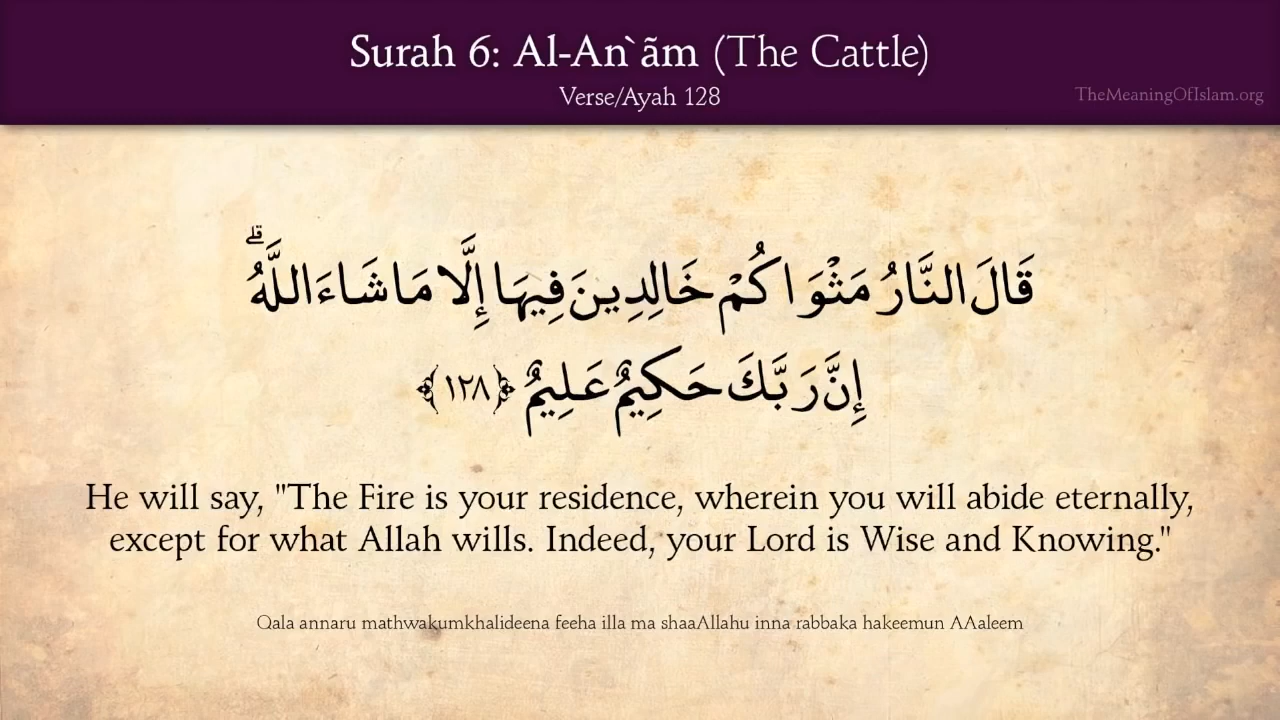 Surah 6: Al-An`ãm (The Cattle)
Verse/Ayah 128
TheMeaningOfIslam.org
قَالَ النَّارُ مَثْوَاكُمْ خَالِدِينَ فِيهَا إِلَّا مَا شَاءَ اللَّهُ ۗ
إِنَّ رَبَّكَ حَكِيمٌ عَلِيمٌ ﴿١٢٨﴾
He will say, "The Fire is your residence, wherein you will abide eternally,
except for what Allah wills. Indeed, your Lord is Wise and Knowing."
Qala annaru mathwakumkhalideena feeha illa ma shaaAllahu inna rabbaka hakeemun AAaleem